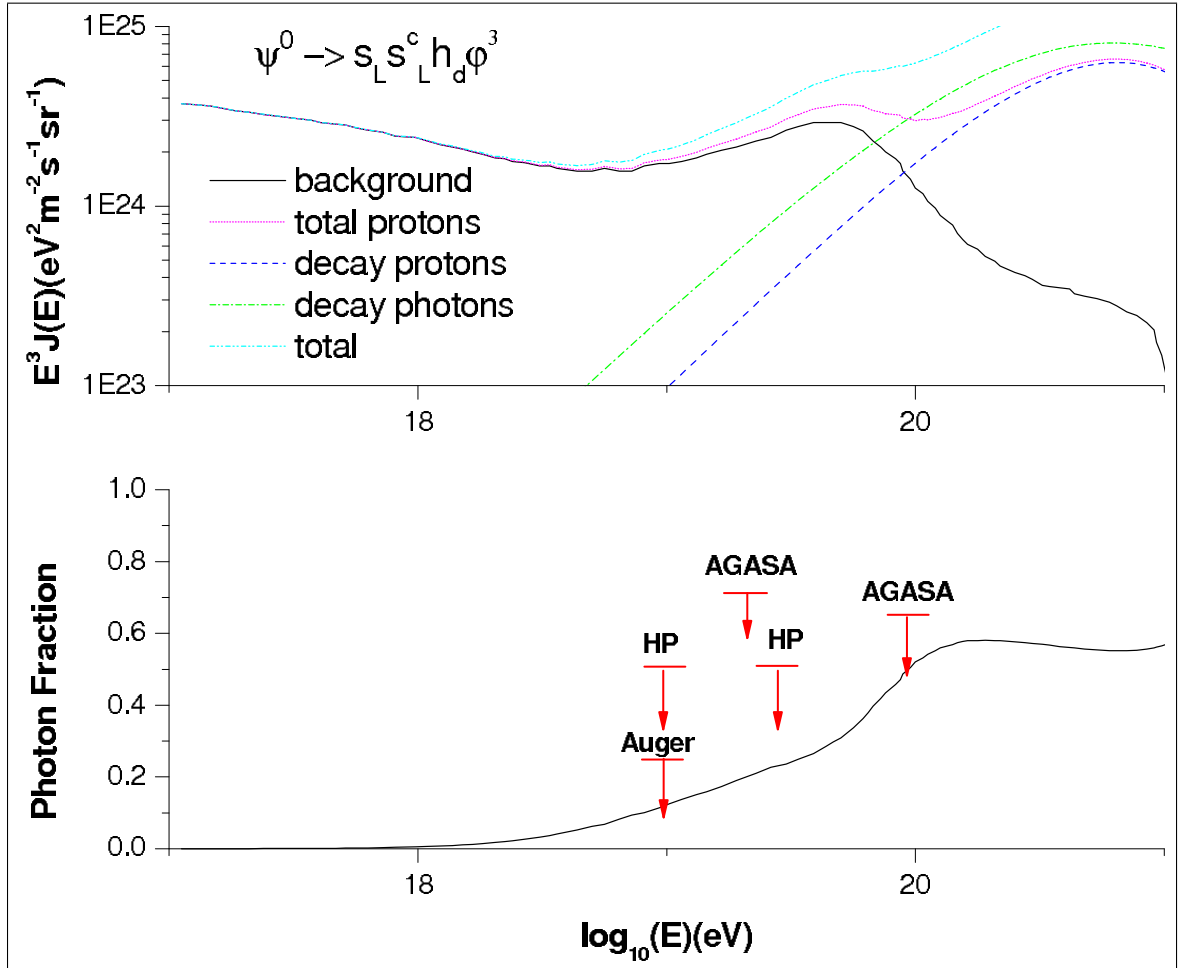 1E25
ψ⁰ –> s_L s^c_L h_d φ³
1E24
1E23
E³J(E)(eV²m⁻²s⁻¹sr⁻¹)
background
total protons
decay protons
decay photons
total
18
20
1.0
0.8
0.6
0.4
0.2
0.0
Photon Fraction
AGASA
AGASA
HP
HP
Auger
18
20
log₁₀(E)(eV)